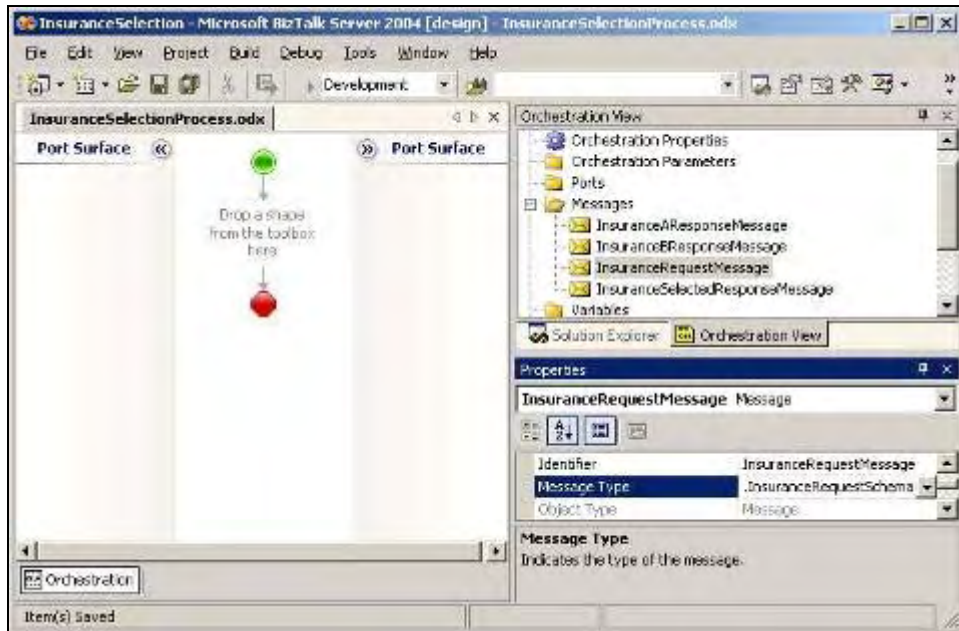 InsuranceSelection - Microsoft BizTalk Server 2004 [design] - InsuranceSelectionProcess.odx
File Edit View Project Build Debug Tools Window Help
Development
InsuranceSelectionProcess.odx
Port Surface
Port Surface
Drop a shape
from the toolbox
here
Orchestration
Orchestration View
Orchestration Properties
Orchestration Parameters
Ports
Messages
InsuranceAResponseMessage
InsuranceBResponseMessage
InsuranceRequestMessage
InsuranceSelectedResponseMessage
Variables
Solution Explorer
Orchestration View
Properties
InsuranceRequestMessage Message
Identifier InsuranceRequestMessage
Message Type .InsuranceRequestSchema
Object Type Message
Message Type
Indicates the type of the message.
Item(s) Saved